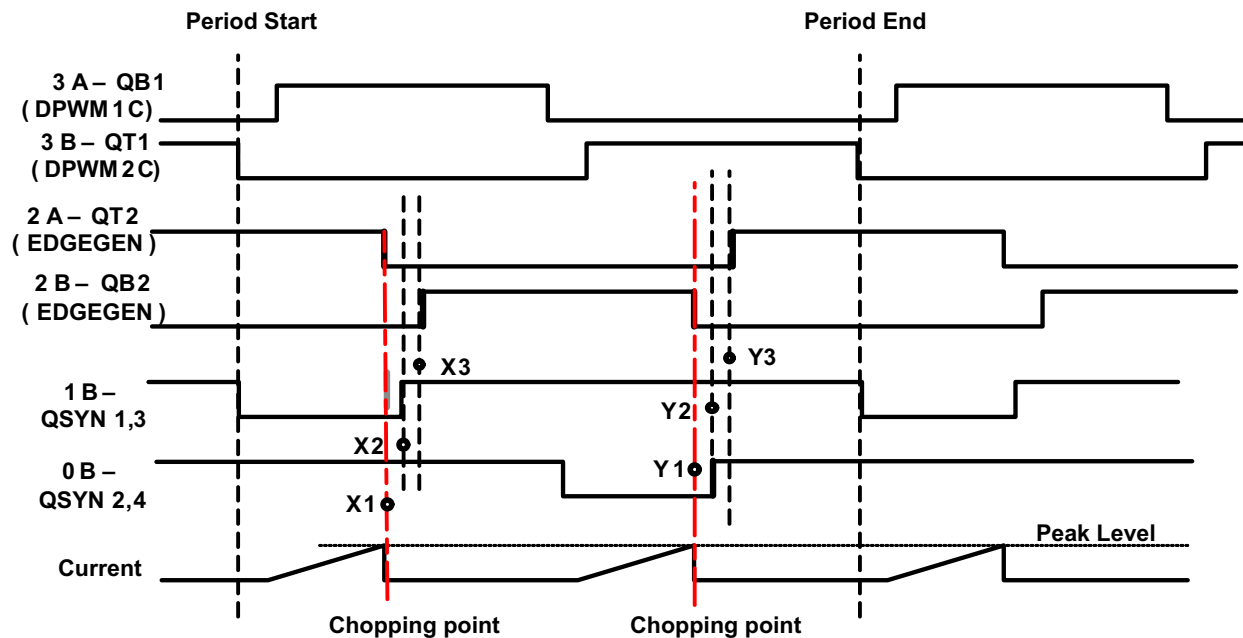 Period Start
Period End
3 A – QB1
( DPWM 1 C )
3 B – QT1
( DPWM 2 C)
2 A – QT2
( EDGEGEN )
2 B – QB2
( EDGEGEN)
X3
Y3
1 B –
QSYN 1,3
Y2
X2
0 B –
QSYN 2,4
Y1
X1
Peak Level
Current
Chopping point
Chopping point